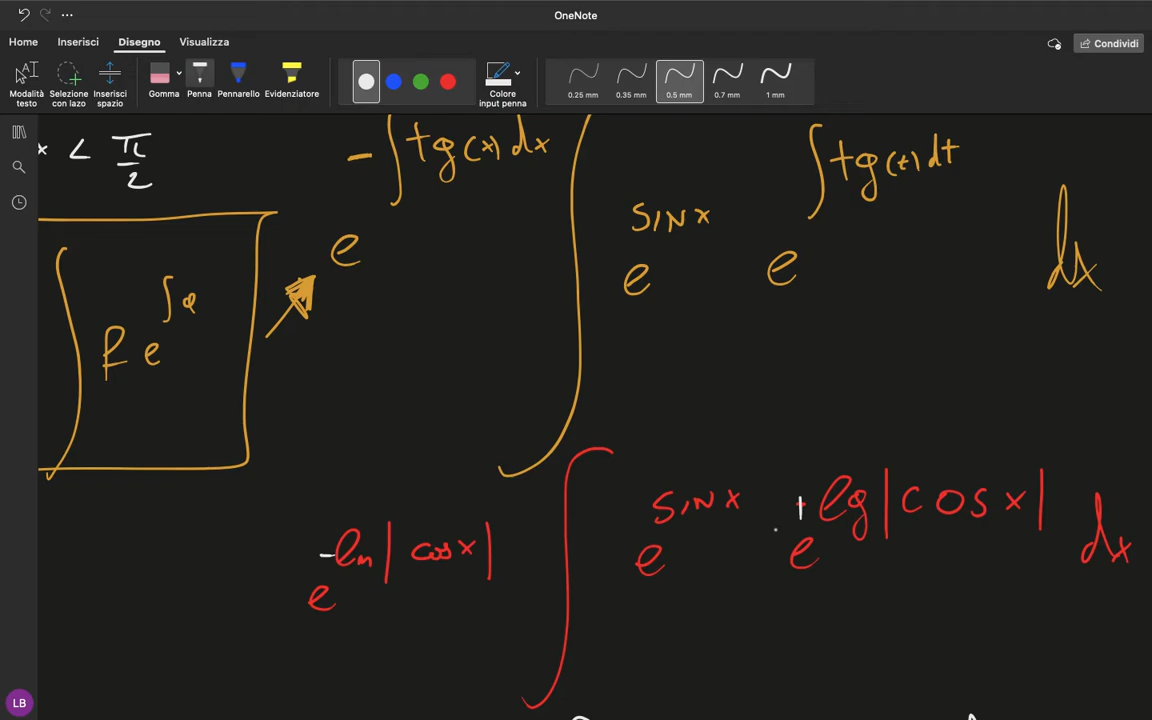 OneNote
Home Inserisci Disegno Visualizza
Condividi
Modalità testo
Selezione con lazo
Inserisci spazio
Gomma
Penna
Pennarello
Evidenziatore
Colore input penna
0.25 mm
0.35 mm
0.5 mm
0.7 mm
1 mm
x < π/2
e^{-∫ tg(x) dx} ∫ e^{sin x} e^{∫ tg(t) dt} dx
e^{-ln|cos x|} ∫ e^{sin x} e^{+lg|cos x|} dx
LB